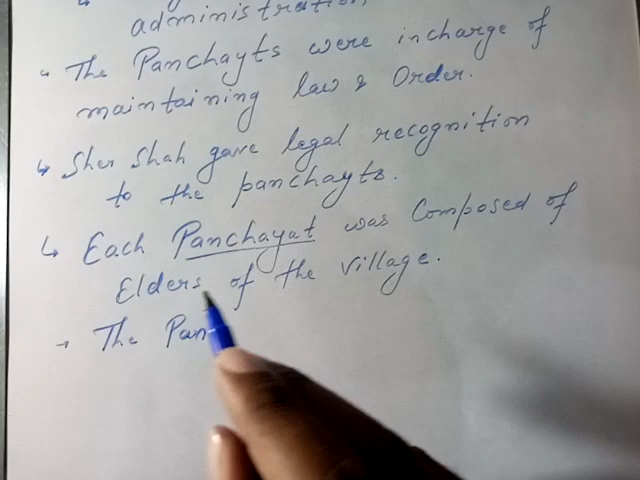 administration
The Panchayts were incharge of
maintaining law & Order.
Sher Shah gave legal recognition
to the panchayts.
Each Panchayat was Composed of
Elders of the village.
The Pan